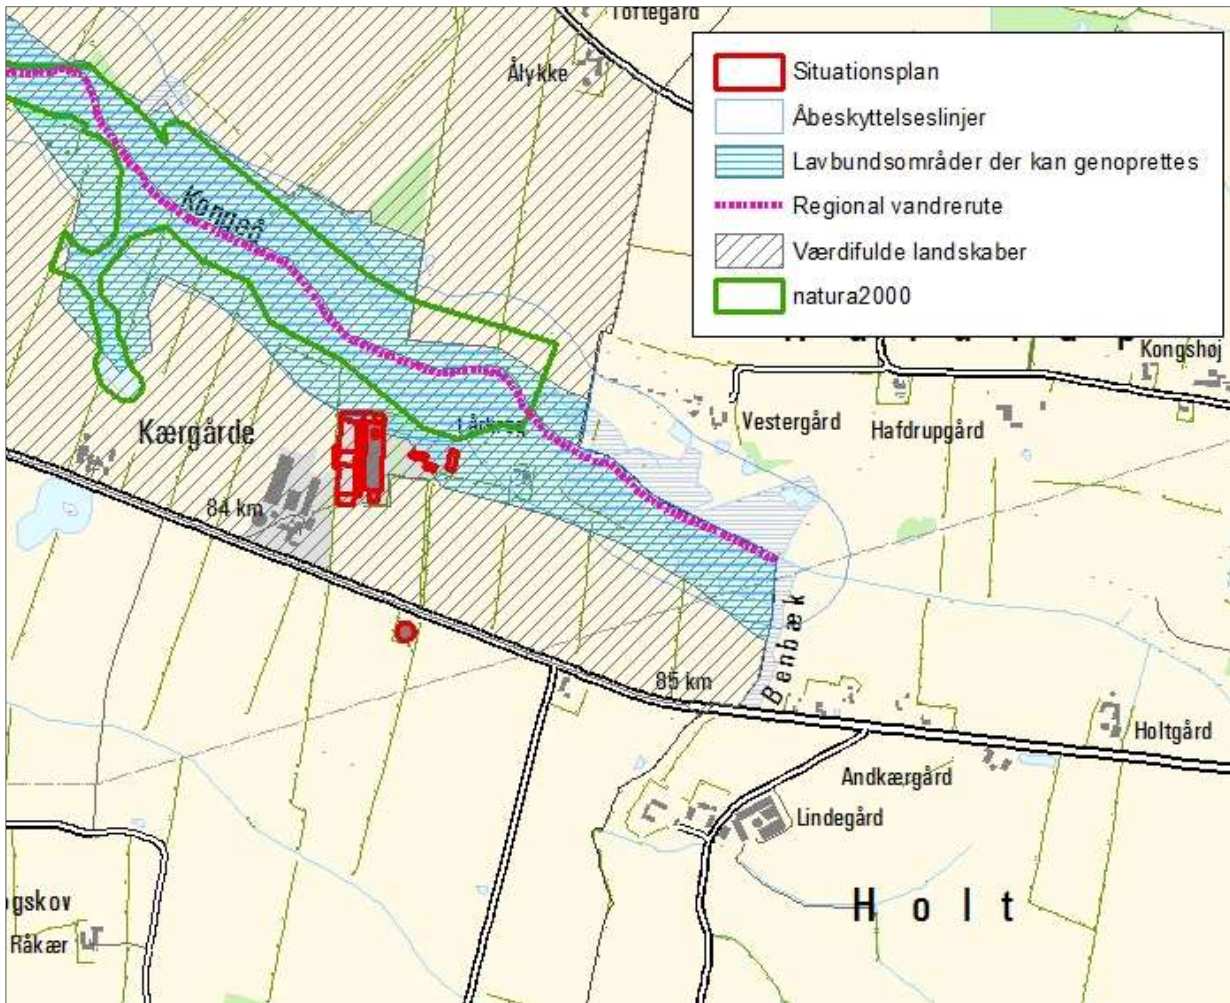 Toftegård
Ålykke
Situationsplan
Åbeskyttelseslinjer
Lavbundsområder der kan genoprettes
Regional vandrerute
Værdifulde landskaber
natura2000
Kongeå
Kongshøj
Kærgårde
Vestergård
Hafdrupgård
84 km
Benbæk
85 km
Holtgård
Andkærgård
Lindegård
Holt
ogskov
Råkær